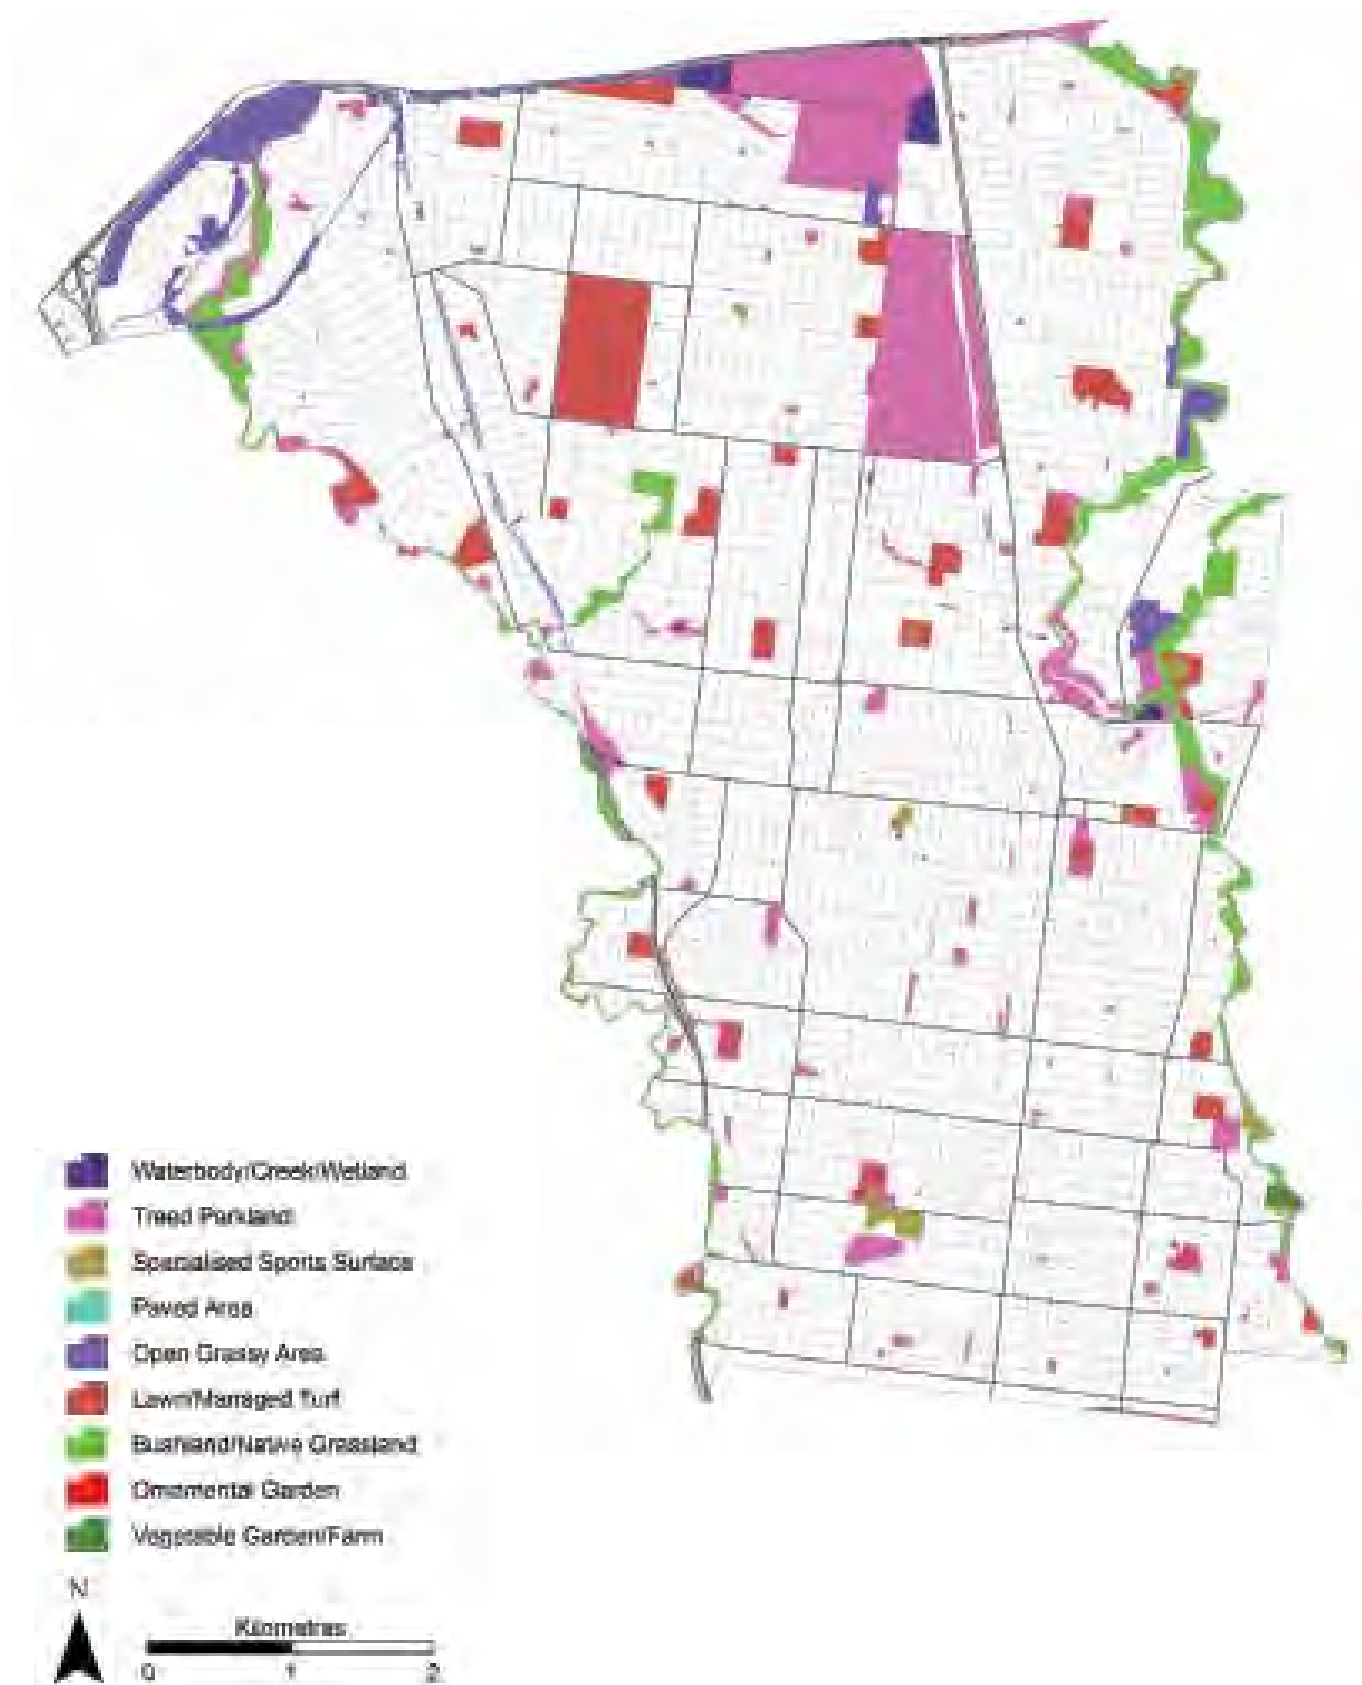 Waterbody/Creek/Wetland
Treed Parkland
Specialised Sports Surface
Paved Area
Open Grassy Area
Lawn/Managed Turf
Bushland/Native Grassland
Ornamental Garden
Vegetable Garden/Farm
N
Kilometres
0 1 2